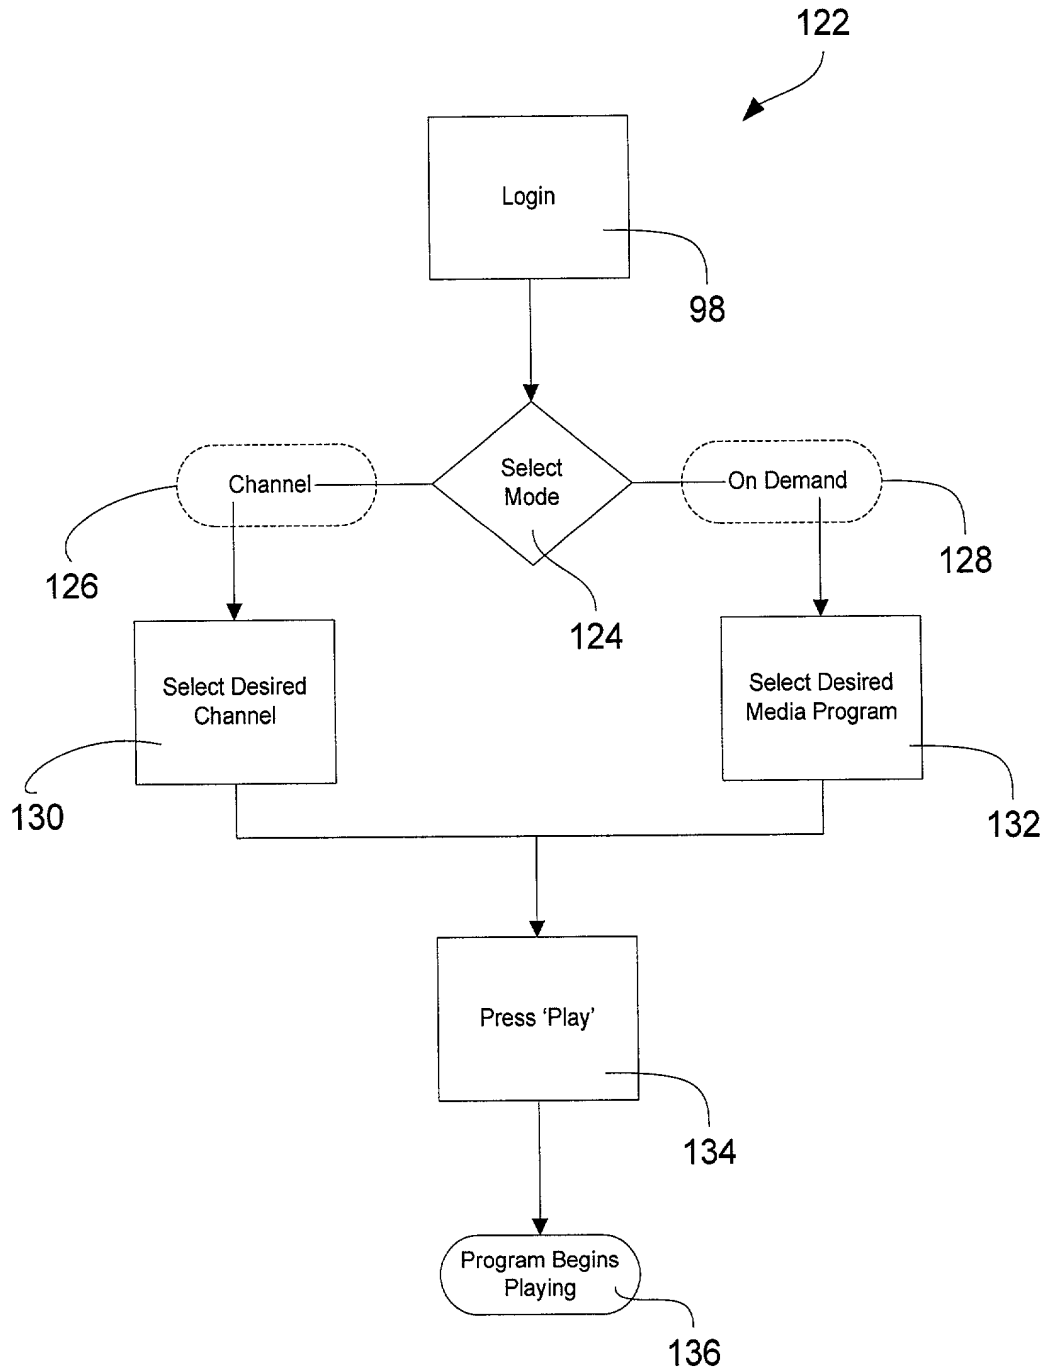 122
Login
98
Select
Mode
Channel
On Demand
126
128
124
Select Desired
Channel
Select Desired
Media Program
130
132
Press ‘Play’
134
Program Begins
Playing
136